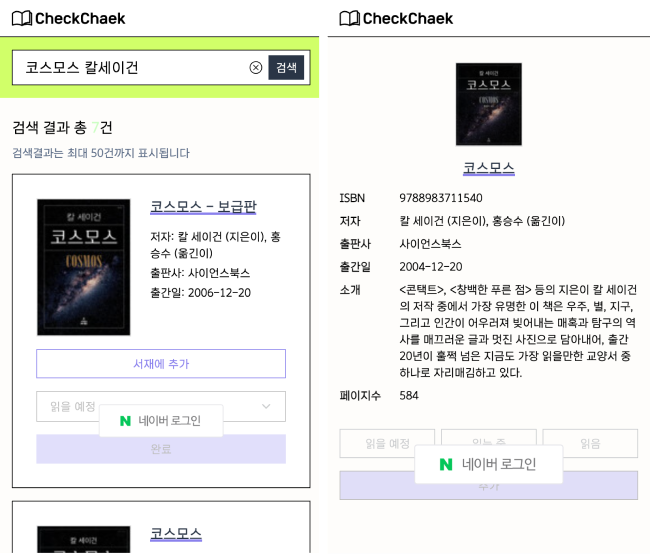 CheckChaek
코스모스 칼세이건
검색
검색 결과 총 7건
검색결과는 최대 50건까지 표시됩니다
칼 세이건
코스모스
COSMOS
코스모스 - 보급판
저자: 칼 세이건 (지은이), 홍
승수 (옮긴이)
출판사: 사이언스북스
출간일: 2006-12-20
서재에 추가
읽을 예정
N 네이버 로그인
완료
칼 세이건
코스모스
코스모스
CheckChaek
칼 세이건
코스모스
COSMOS
코스모스
ISBN 9788983711540
저자 칼 세이건 (지은이), 홍승수 (옮긴이)
출판사 사이언스북스
출간일 2004-12-20
소개 <콘택트>, <창백한 푸른 점> 등의 지은이 칼 세이건
의 저작 중에서 가장 유명한 이 책은 우주, 별, 지구,
그리고 인간이 어우러져 빚어내는 매혹과 탐구의 역
사를 매끄러운 글과 멋진 사진으로 담아내어, 출간
20년이 훌쩍 넘은 지금도 가장 읽을만한 교양서 중
하나로 자리매김하고 있다.
페이지수 584
읽을 예정 읽는 중 읽음
N 네이버 로그인
추가